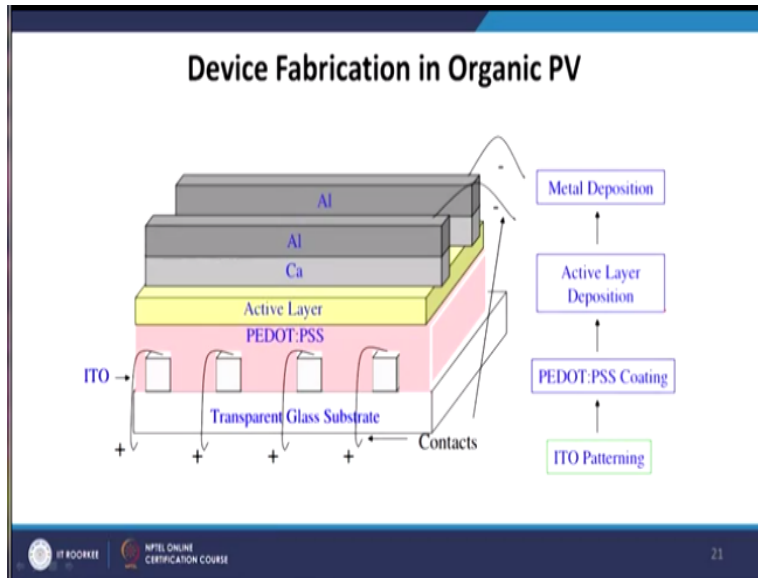 Device Fabrication in Organic PV
Al
Al
Ca
Active Layer
PEDOT:PSS
ITO
Transparent Glass Substrate
Contacts
-
-
+
+
+
+
Metal Deposition
Active Layer
Deposition
PEDOT:PSS Coating
ITO Patterning
IIT ROORKEE
NPTEL ONLINE
CERTIFICATION COURSE
21